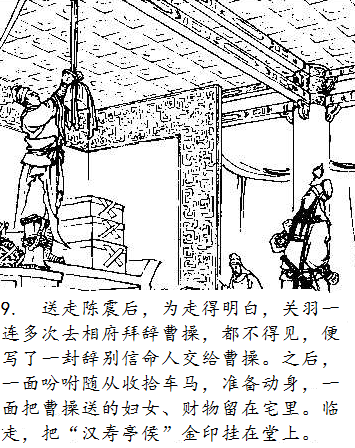 9.  送走陈震后，为走得明白，关羽一
连多次去相府拜辞曹操，都不得见，便
写了一封辞别信命人交给曹操。之后，
一面吩咐随从收拾车马，准备动身，一
面把曹操送的妇女、财物留在宅里。临
走，把“汉寿亭侯”金印挂在堂上。